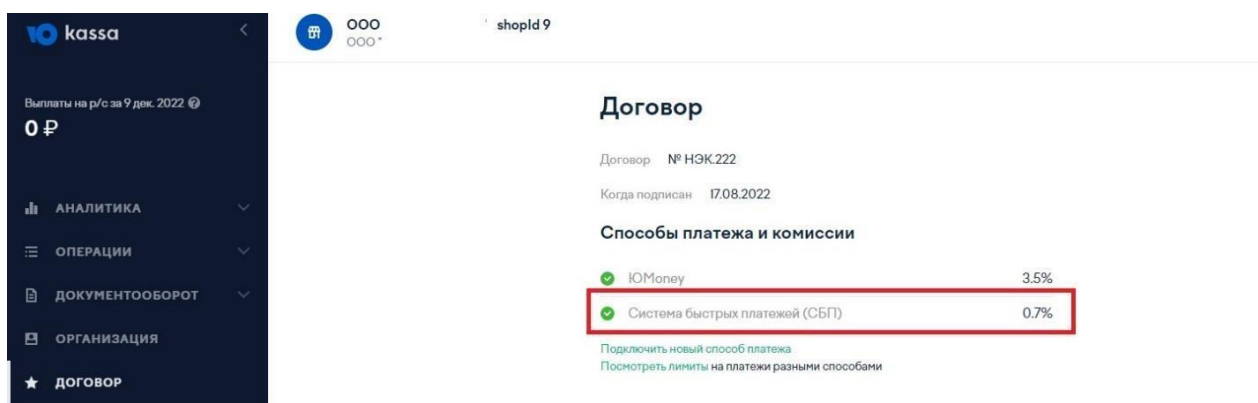 Ю kassa
ООО shopId 9
ООО "
Выплаты на р/с за 9 дек. 2022
0 ₽
АНАЛИТИКА
ОПЕРАЦИИ
ДОКУМЕНТООБОРОТ
ОРГАНИЗАЦИЯ
ДОГОВОР
Договор
Договор № НЭК.222
Когда подписан 17.08.2022
Способы платежа и комиссии
ЮMoney 3.5%
Система быстрых платежей (СБП) 0.7%
Подключить новый способ платежа
Посмотреть лимиты на платежи разными способами